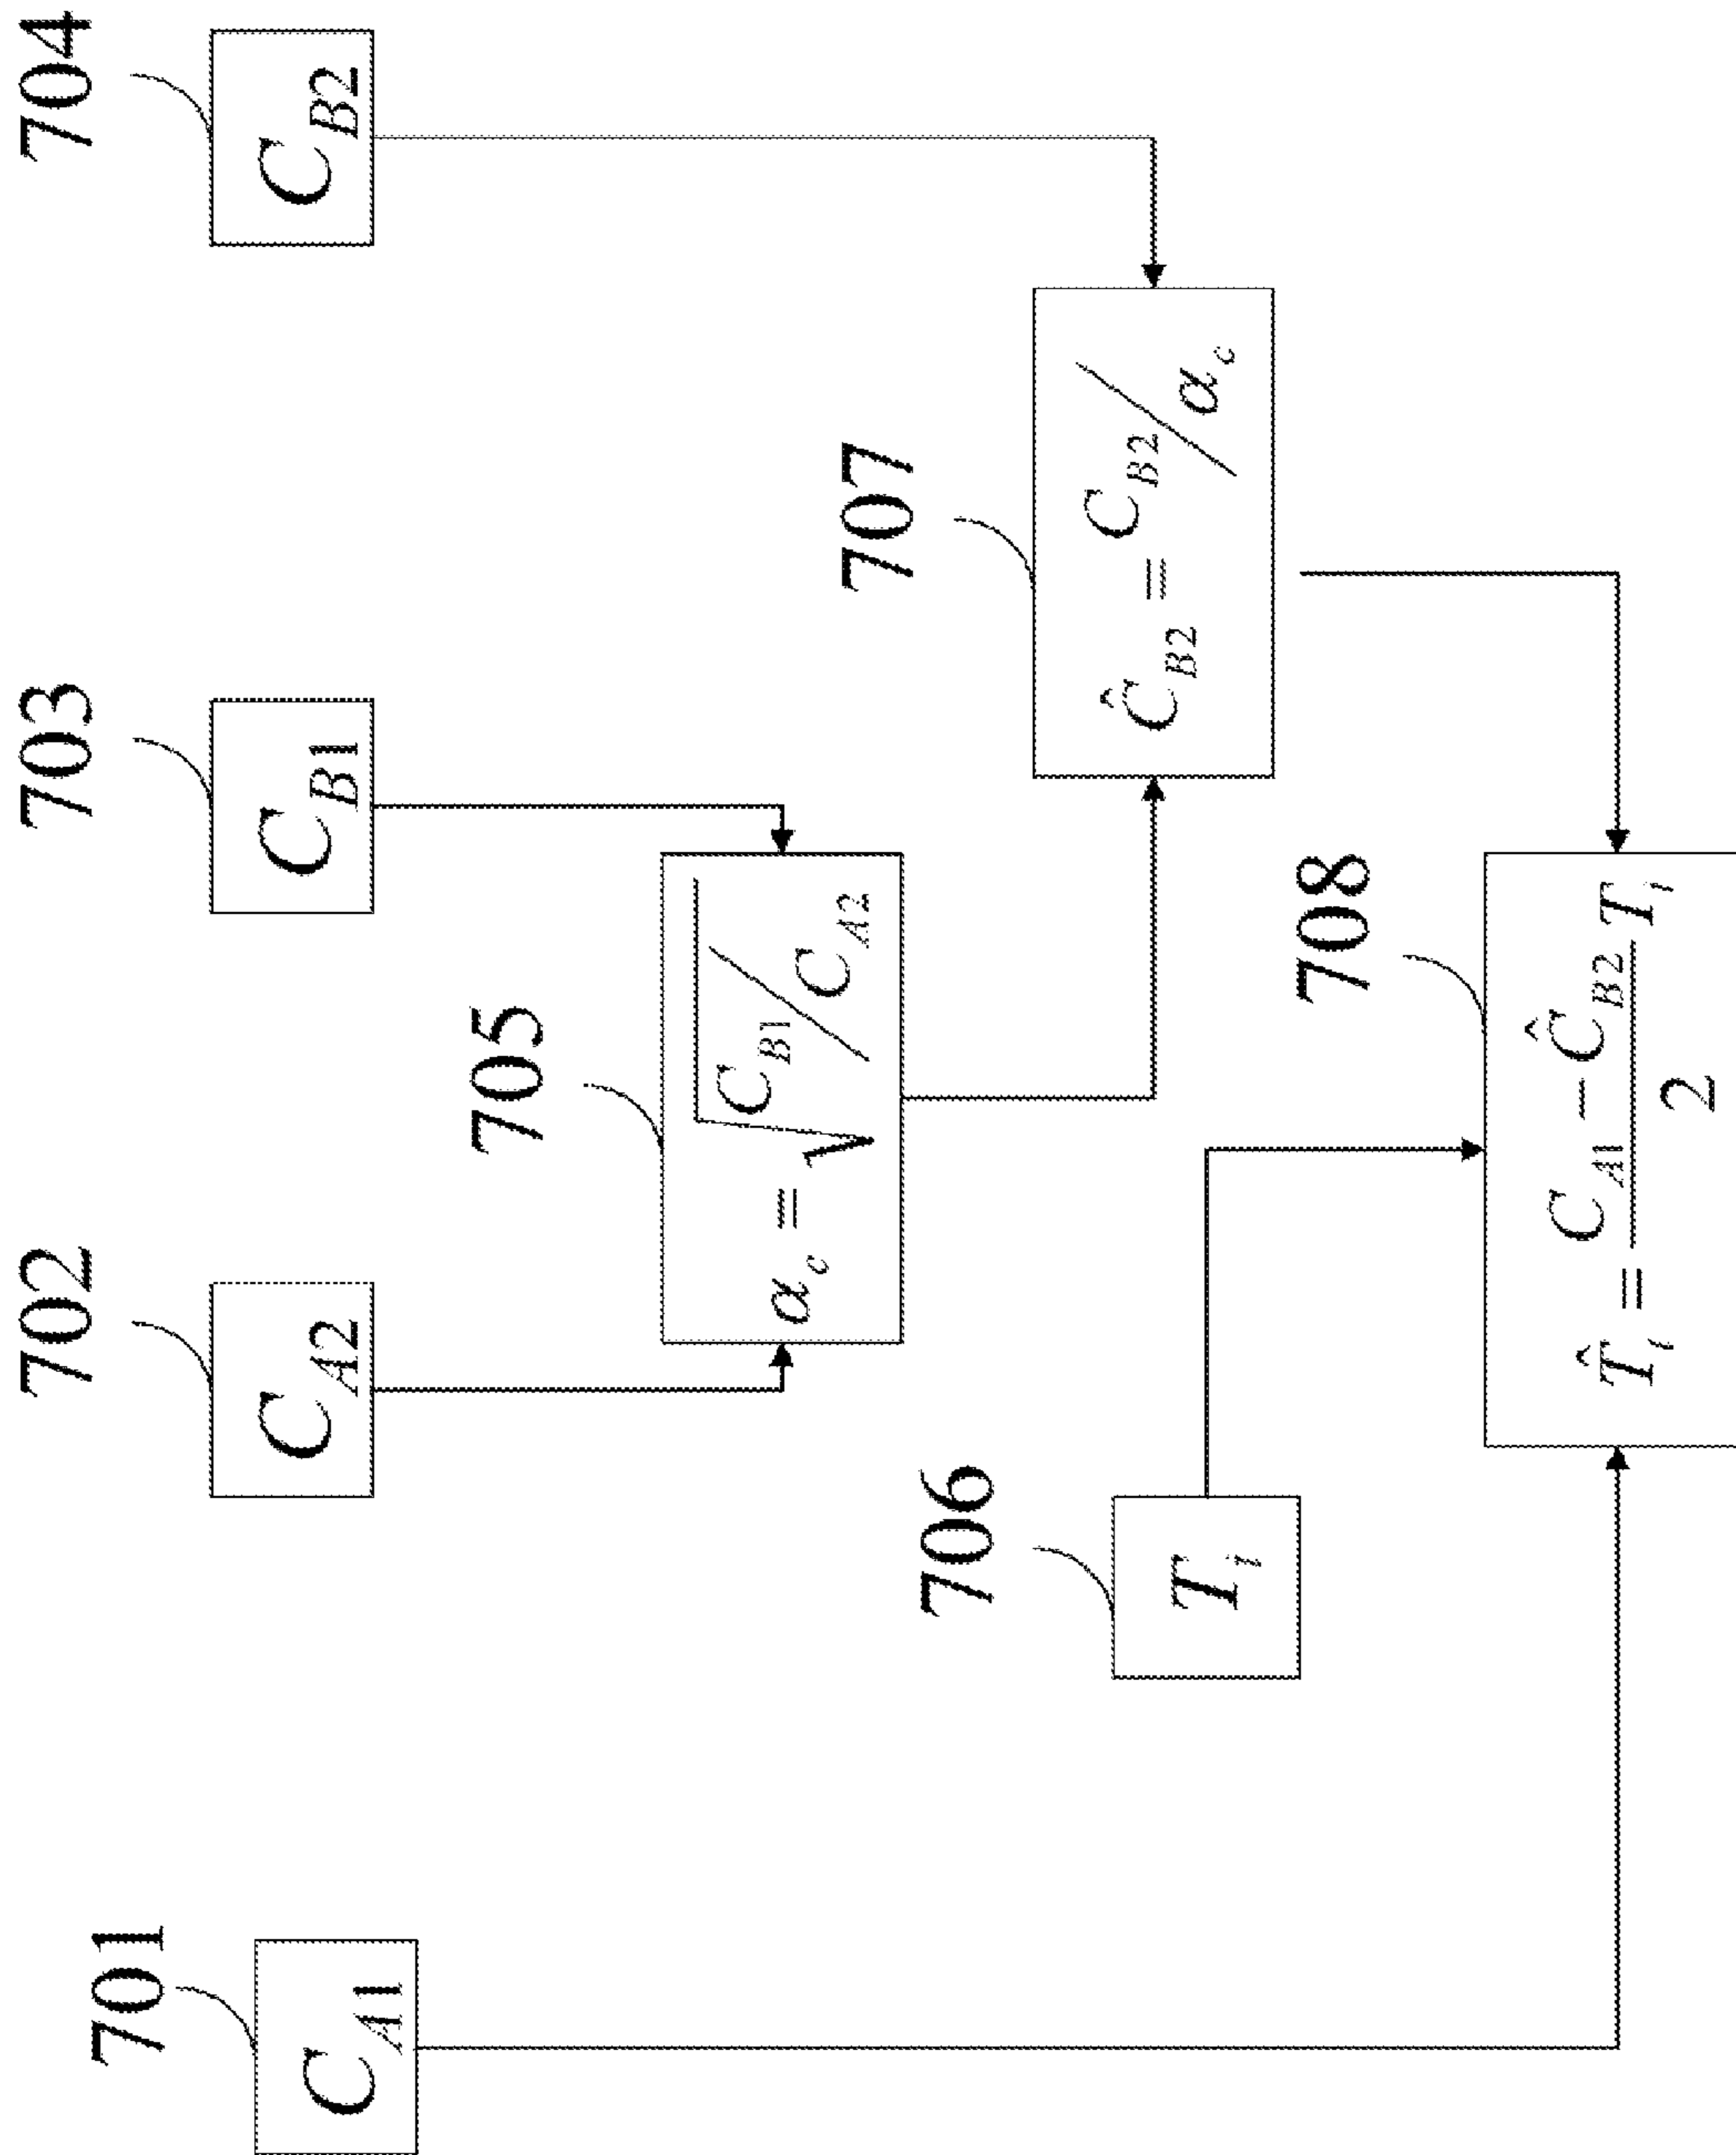 701
C_{A1}
702
C_{A2}
703
C_{B1}
704
C_{B2}
705
α_c = √(C_{B1}/C_{A2})
706
T_i
707
Ĉ_{B2} = C_{B2}/α_c
708
T̂_i = \frac{C_{A1} − Ĉ_{B2}}{2} T_i